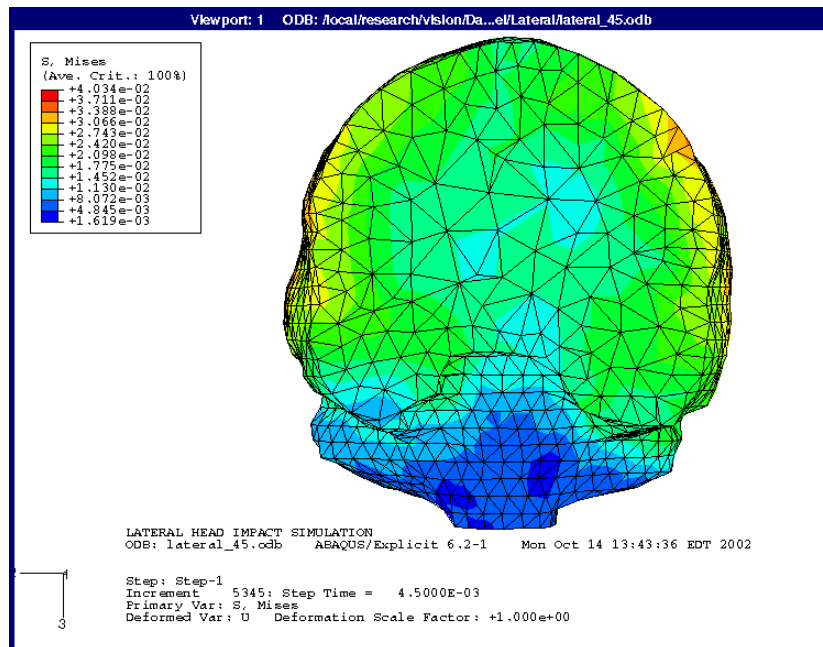 Viewport: 1 ODB: /local/research/vision/Da...el/Lateral/lateral_45.odb
S, Mises
(Ave. Crit.: 100%)
+4.034e-02
+3.711e-02
+3.388e-02
+3.066e-02
+2.743e-02
+2.420e-02
+2.098e-02
+1.775e-02
+1.452e-02
+1.130e-02
+8.072e-03
+4.845e-03
+1.619e-03
LATERAL HEAD IMPACT SIMULATION
ODB: lateral_45.odb ABAQUS/Explicit 6.2-1 Mon Oct 14 13:43:36 EDT 2002
Step: Step-1
Increment 5345: Step Time = 4.5000E-03
Primary Var: S, Mises
Deformed Var: U Deformation Scale Factor: +1.000e+00
3